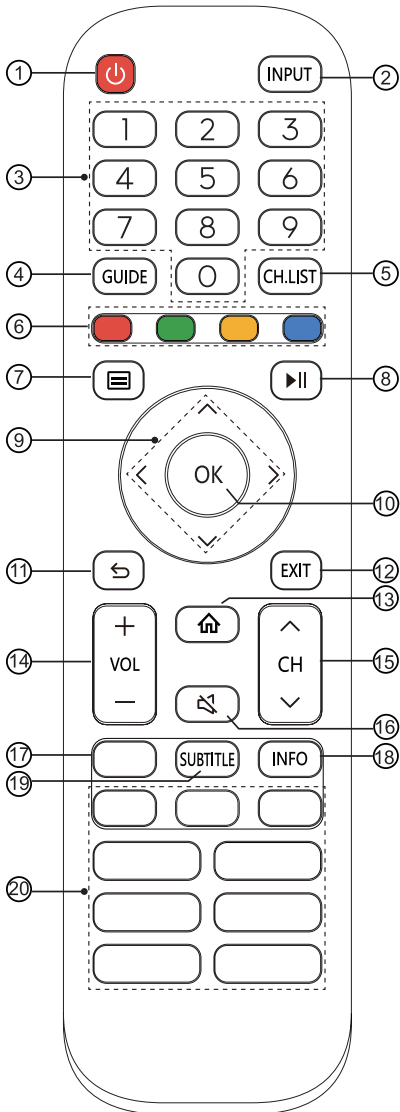 ① INPUT ②
1 2 3
③ 4 5 6
7 8 9
④ GUIDE 0 CH.LIST ⑤
⑥
⑦ ⑧
⑨
OK
⑩
⑪ EXIT ⑫
⑬
+
⑭ VOL CH ⑮
−
⑯
⑰ SUBTITLE INFO ⑱
⑲
⑳